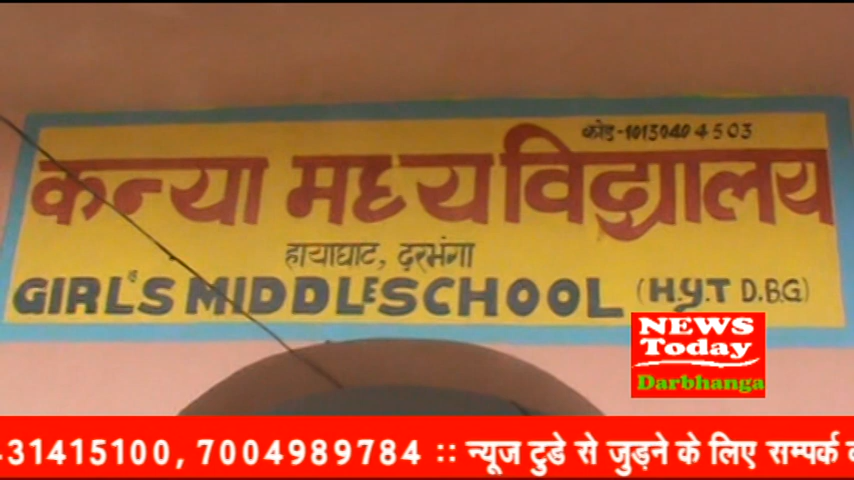 कोड-10130404503
कन्या मध्य विद्यालय
हायाघाट, दरभंगा
GIRL'S MIDDLE SCHOOL (H.Y.T D.B.G)
NEWS
Today
Darbhanga
31415100, 7004989784 :: न्यूज टुडे से जुड़ने के लिए सम्पर्क